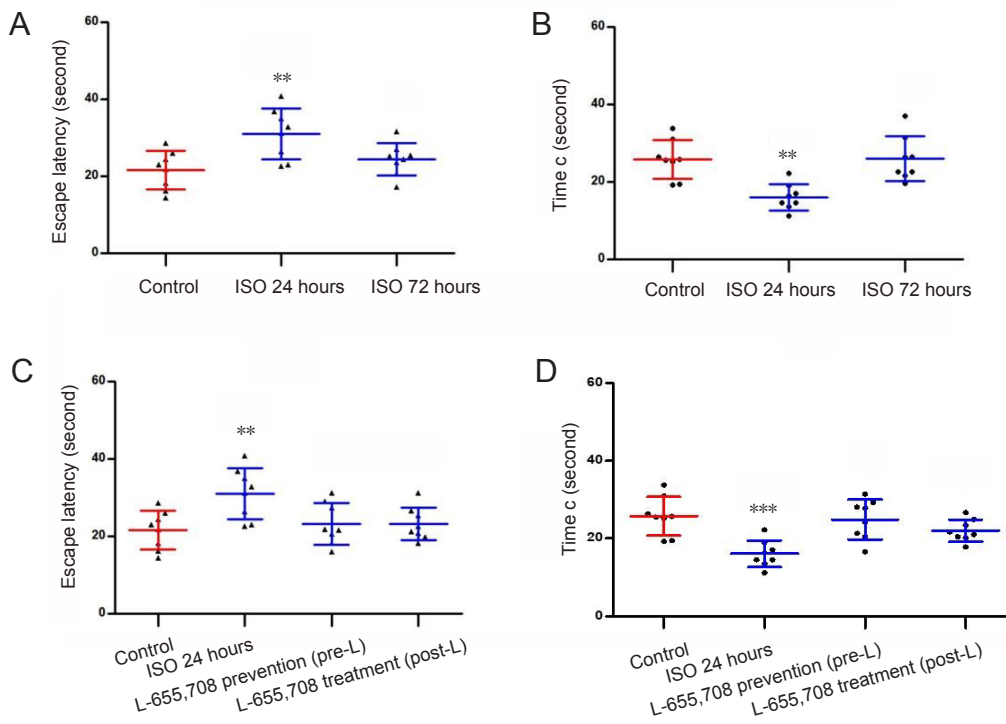 A
Escape latency (second)
60
40
20
0
**
Control
ISO 24 hours
ISO 72 hours
B
Time c (second)
60
40
20
0
**
Control
ISO 24 hours
ISO 72 hours
C
Escape latency (second)
60
40
20
0
**
Control
ISO 24 hours
L-655,708 prevention (pre-L)
L-655,708 treatment (post-L)
D
Time c (second)
60
40
20
0
***
Control
ISO 24 hours
L-655,708 prevention (pre-L)
L-655,708 treatment (post-L)